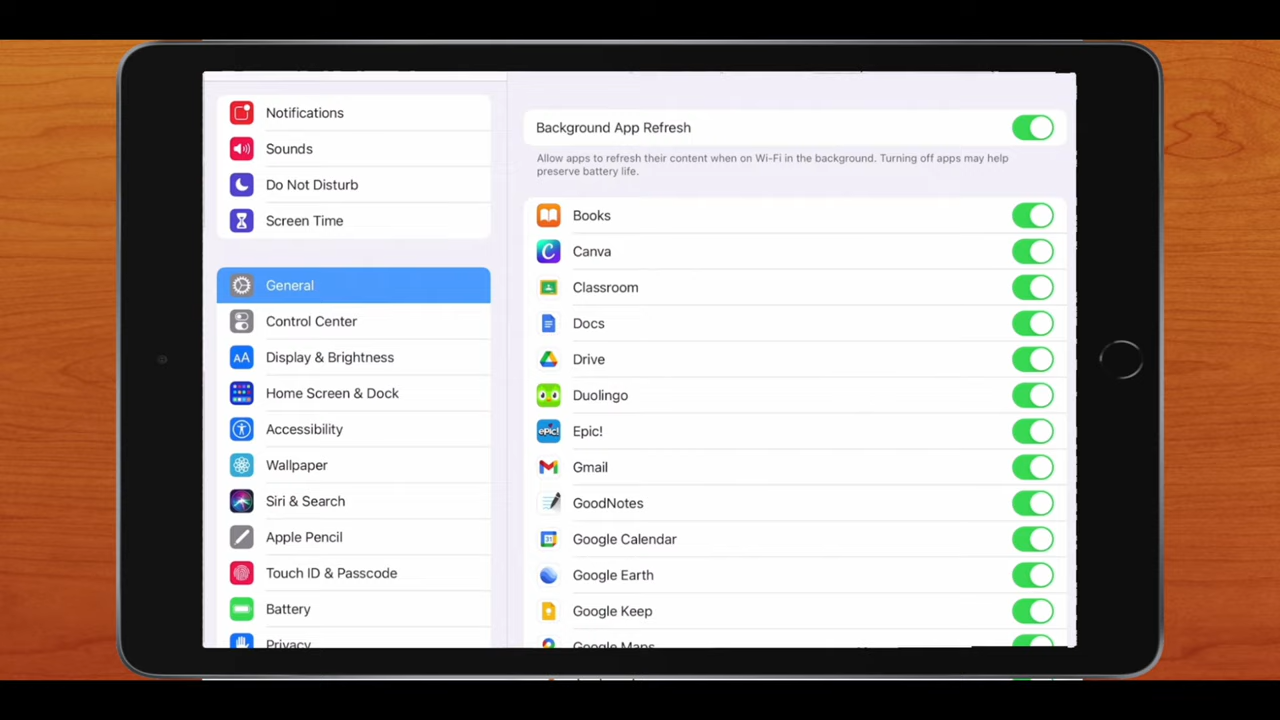 Notifications
Sounds
Do Not Disturb
Screen Time
General
Control Center
AA
Display & Brightness
Home Screen & Dock
Accessibility
Wallpaper
Siri & Search
Apple Pencil
Touch ID & Passcode
Battery
Privacy
Background App Refresh
Allow apps to refresh their content when on Wi-Fi in the background. Turning off apps may help
preserve battery life.
Books
C
Canva
Classroom
Docs
Drive
Duolingo
epic!
Epic!
Gmail
GoodNotes
31
Google Calendar
Google Earth
Google Keep
Google Maps